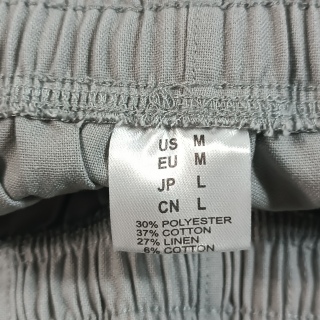 US M
EU M
JP L
CN L
30% POLYESTER
37% COTTON
27% LINEN
6% COTTON